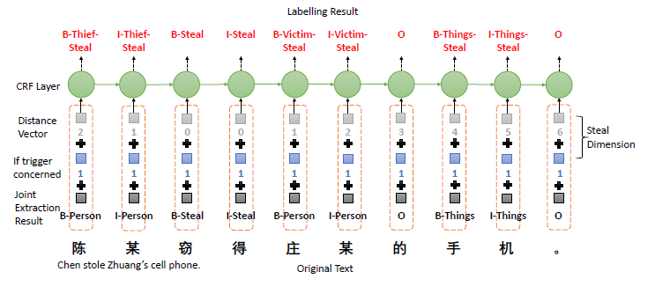 Labelling Result
B-Thief-Steal I-Thief-Steal B-Steal I-Steal B-Victim-Steal I-Victim-Steal O B-Things-Steal I-Things-Steal O
CRF Layer
Distance Vector 2 1 0 0 1 2 3 4 5 6
Steal Dimension
If trigger concerned 1 1 1 1 1 1 1 1 1 1
Joint Extraction Result B-Person I-Person B-Steal I-Steal B-Person I-Person O B-Things I-Things O
陈 某 窃 得 庄 某 的 手 机 。
Chen stole Zhuang's cell phone.
Original Text